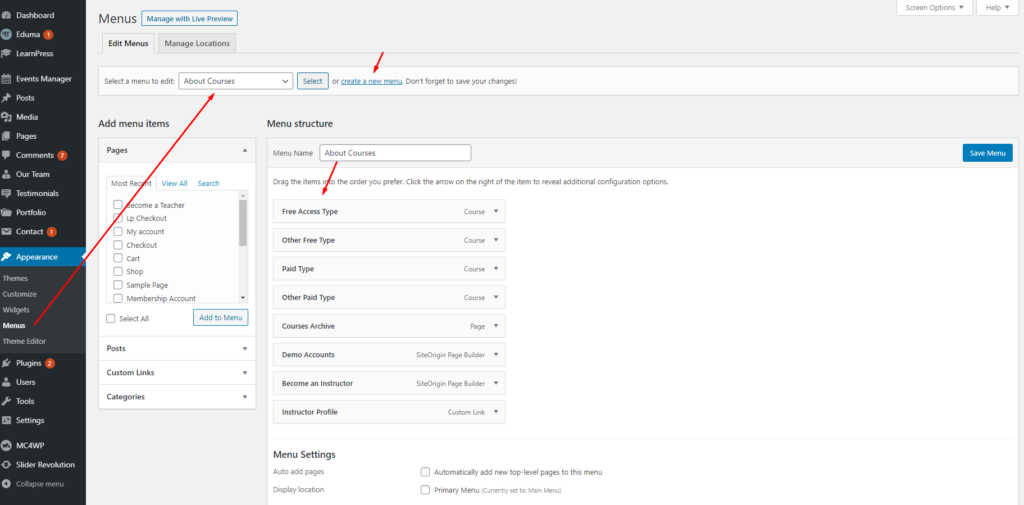 Dashboard
Eduma 1
LearnPress
Events Manager
Posts
Media
Pages
Comments 7
Our Team
Testimonials
Portfolio
Contact 1
Appearance
Themes
Customize
Widgets
Menus
Theme Editor
Plugins 2
Users
Tools
Settings
MC4WP
Slider Revolution
Collapse menu
Screen Options
Help
Menus
Manage with Live Preview
Edit Menus
Manage Locations
Select a menu to edit: About Courses Select or create a new menu. Don't forget to save your changes!
Add menu items
Pages
Most Recent View All Search
Become a Teacher
Lp Checkout
My account
Checkout
Cart
Shop
Sample Page
Membership Account
Select All
Add to Menu
Posts
Custom Links
Categories
Menu structure
Menu Name About Courses
Save Menu
Drag the items into the order you prefer. Click the arrow on the right of the item to reveal additional configuration options.
Free Access Type Course
Other Free Type Course
Paid Type Course
Other Paid Type Course
Courses Archive Page
Demo Accounts SiteOrigin Page Builder
Become an Instructor SiteOrigin Page Builder
Instructor Profile Custom Link
Menu Settings
Auto add pages Automatically add new top-level pages to this menu
Display location Primary Menu (Currently set to: Main Menu)